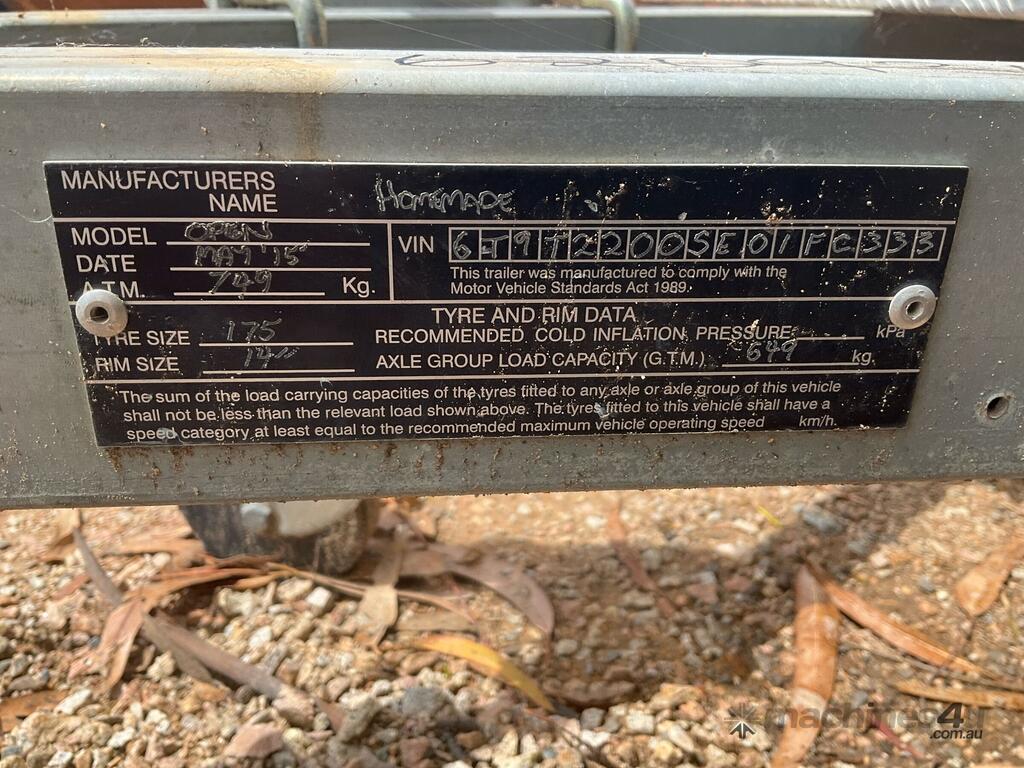 MANUFACTURERS
NAME HOMEMADE
MODEL OPEN
DATE MAY '15
A.T.M. 749 Kg.
VIN 6T9T2200SE01FC333
This trailer was manufactured to comply with the
Motor Vehicle Standards Act 1989.
TYRE AND RIM DATA
TYRE SIZE 175
RECOMMENDED COLD INFLATION PRESSURE kPa
RIM SIZE 14"
AXLE GROUP LOAD CAPACITY (G.T.M.) 649 kg.
The sum of the load carrying capacities of the tyres fitted to any axle or axle group of this vehicle
shall not be less than the relevant load shown above. The tyres fitted to this vehicle shall have a
speed category at least equal to the recommended maximum vehicle operating speed km/h.
machines4u
.com.au